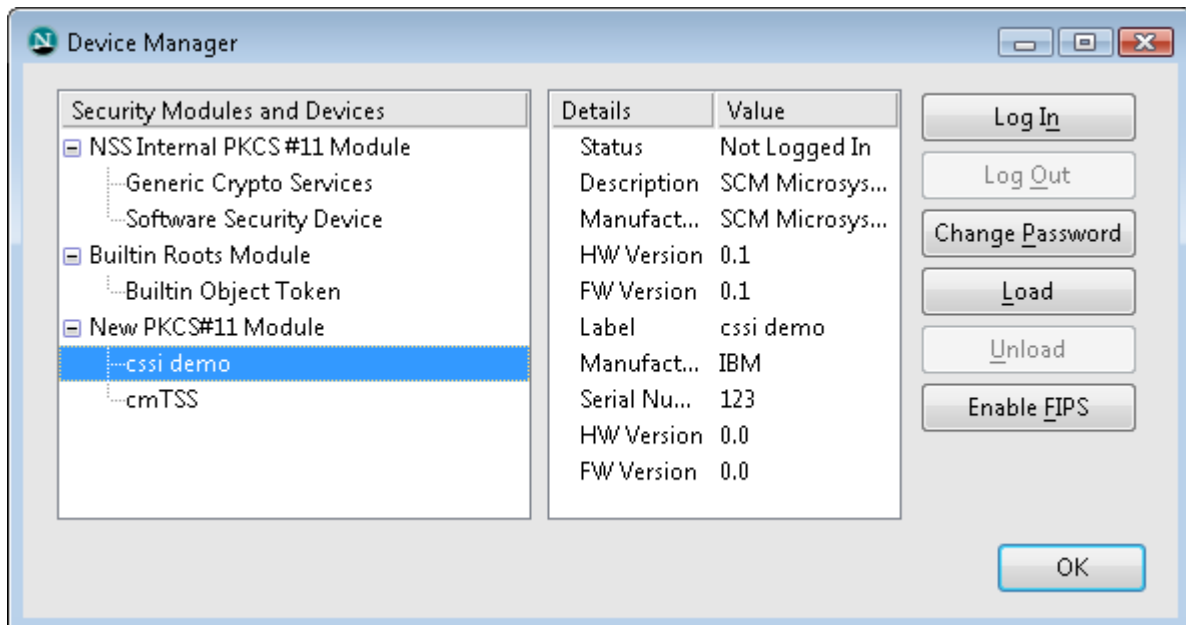 Device Manager
Security Modules and Devices
NSS Internal PKCS #11 Module
Generic Crypto Services
Software Security Device
Builtin Roots Module
Builtin Object Token
New PKCS#11 Module
cssi demo
cmTSS
Details Value
Status Not Logged In
Description SCM Microsys...
Manufact... SCM Microsys...
HW Version 0.1
FW Version 0.1
Label cssi demo
Manufact... IBM
Serial Nu... 123
HW Version 0.0
FW Version 0.0
Log In
Log Out
Change Password
Load
Unload
Enable FIPS
OK